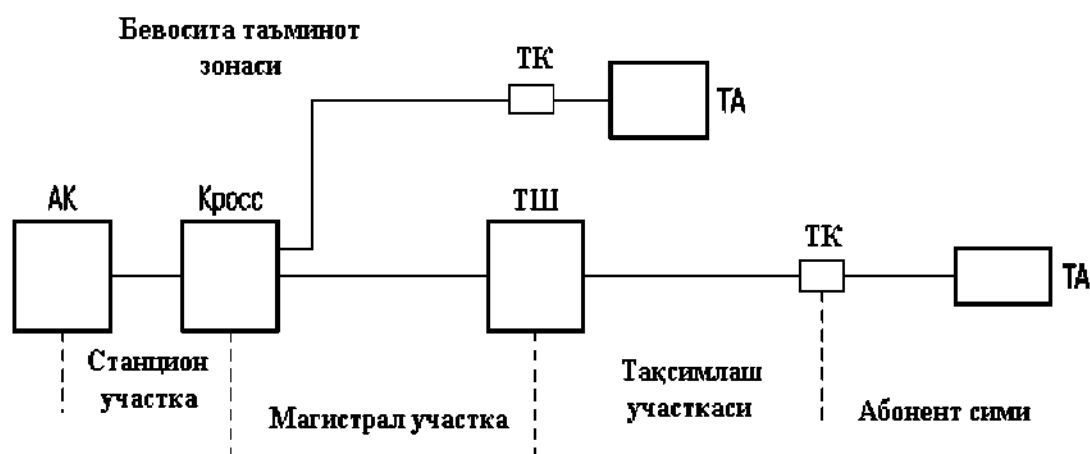 Бевосита таъминот
зонаси
ТК
ТА
АК
Кросс
ТШ
ТК
ТА
Станцион
участка
Магистрал участка
Тақсимлаш
участкаси
Абонент сими